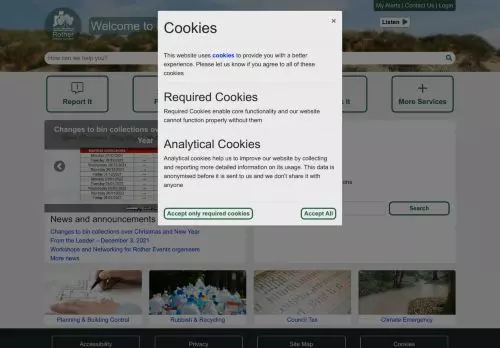 My Alerts | Contact Us | Login
Rother
Welcome to
Listen
How can we help you?
Report It
It
More Services
Changes to bin collections over
Year
Search
News and announcements
Changes to bin collections over Christmas and New Year
From the Leader – December 3, 2021
Workshops and Networking for Rother Events organisers
More news
Planning & Building Control
Rubbish & Recycling
Council Tax
Climate Emergency
Accessibility
Privacy
Site Map
Cookies
×
Cookies
This website uses cookies to provide you with a better
experience. Please let us know if you agree to all of these
cookies
Required Cookies
Required Cookies enable core functionality and our website
cannot function properly without them
Analytical Cookies
Analytical cookies help us to improve our website by collecting
and reporting more detailed information on its usage. This data is
anonymised before it is sent to us and we don't share it with
anyone
Accept only required cookies
Accept All